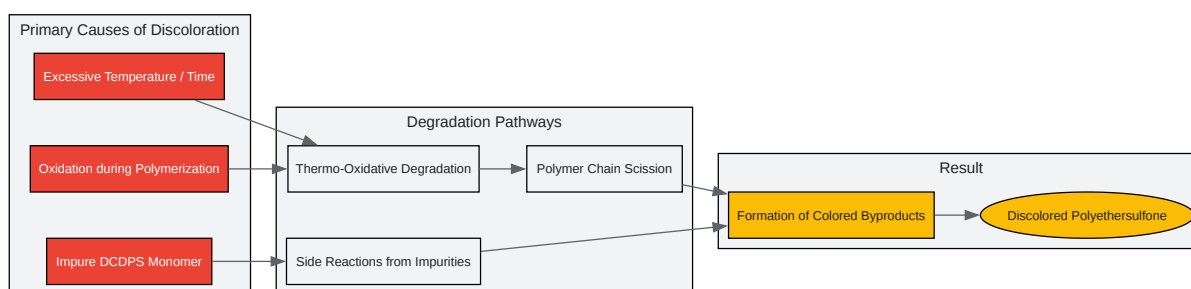 Primary Causes of Discoloration
Excessive Temperature / Time
Oxidation during Polymerization
Impure DCDPS Monomer
Degradation Pathways
Thermo-Oxidative Degradation
Polymer Chain Scission
Side Reactions from Impurities
Result
Formation of Colored Byproducts
Discolored Polyethersulfone